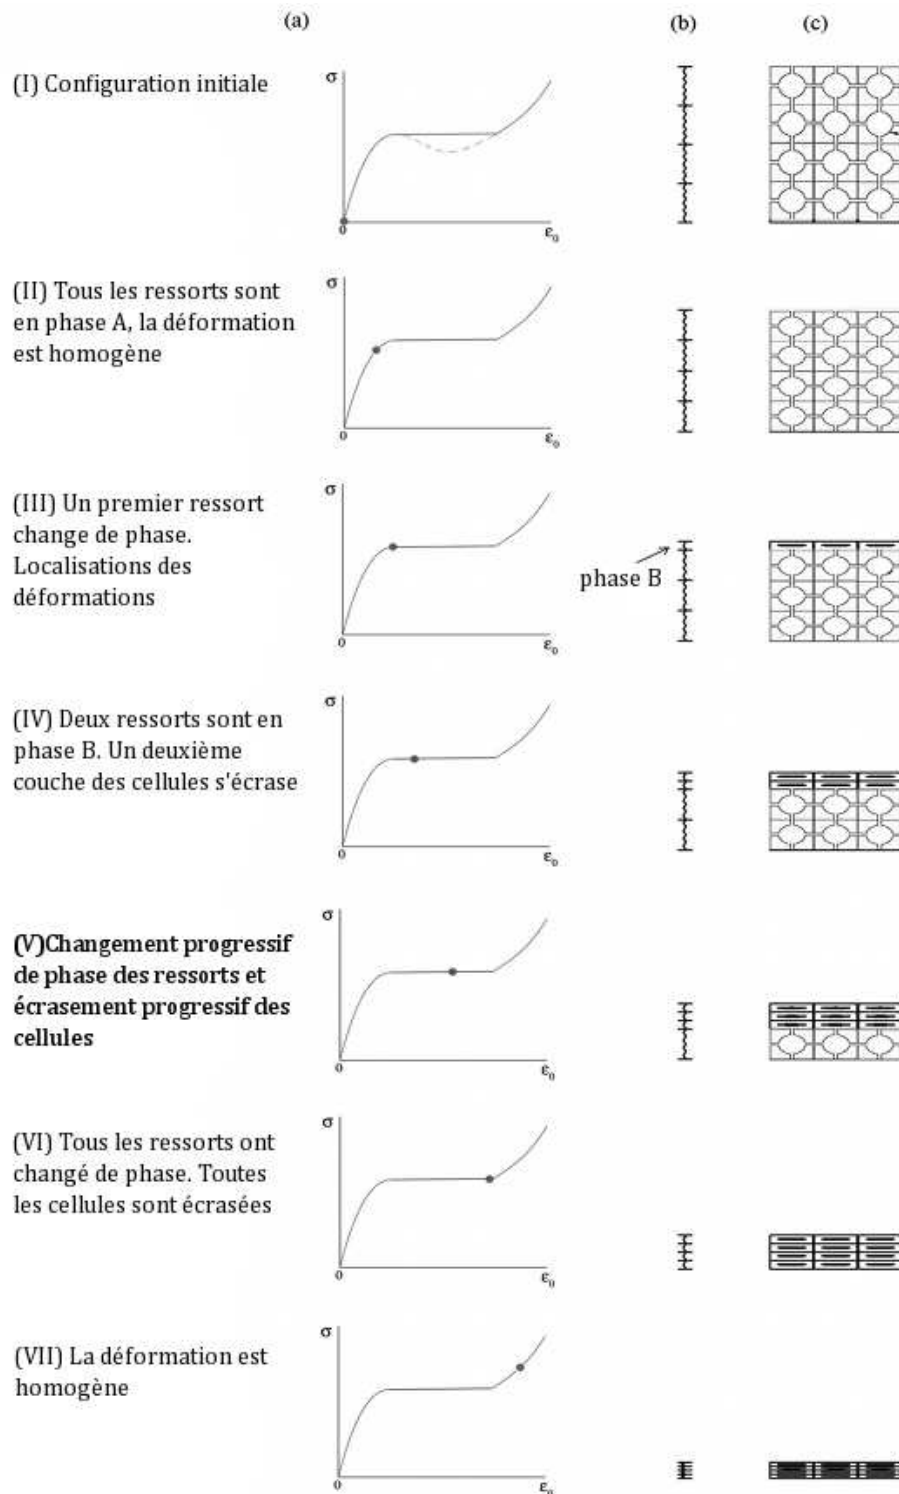 (a) (b) (c)
(I) Configuration initiale
σ
0 ε₀
(II) Tous les ressorts sont
en phase A, la déformation
est homogène
σ
0 ε₀
(III) Un premier ressort
change de phase.
Localisations des
déformations
σ
0 ε₀
phase B
(IV) Deux ressorts sont en
phase B. Un deuxième
couche des cellules s'écrase
σ
0 ε₀
(V)Changement progressif
de phase des ressorts et
écrasement progressif des
cellules
σ
0 ε₀
(VI) Tous les ressorts ont
changé de phase. Toutes
les cellules sont écrasées
σ
0 ε₀
(VII) La déformation est
homogène
σ
0 ε₀